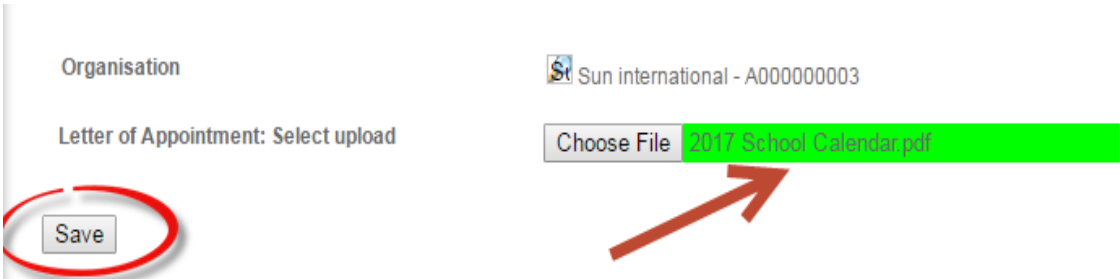 Organisation
Sun international - A000000003
Letter of Appointment: Select upload
Choose File 2017 School Calendar.pdf
Save